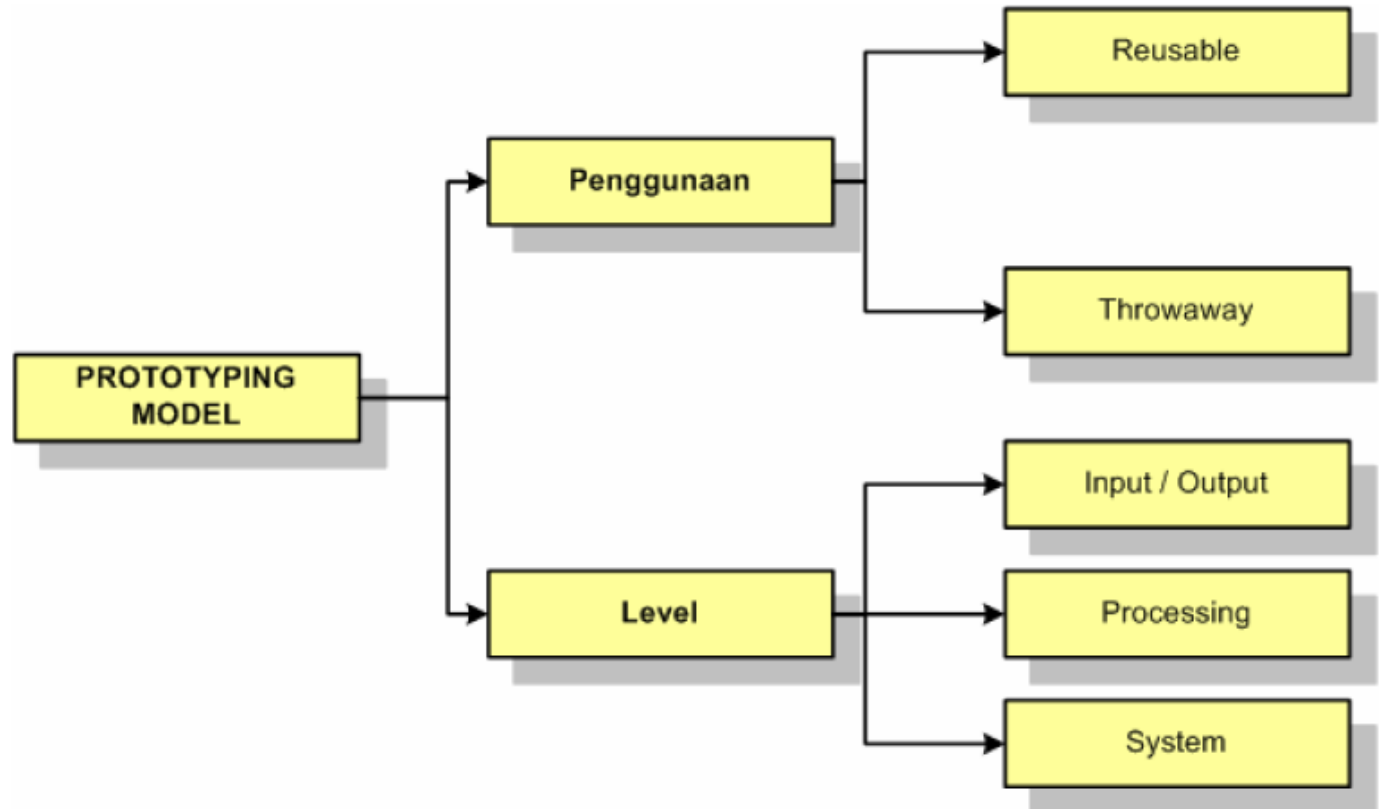 PROTOTYPING
MODEL
Penggunaan
Reusable
Throwaway
Level
Input / Output
Processing
System